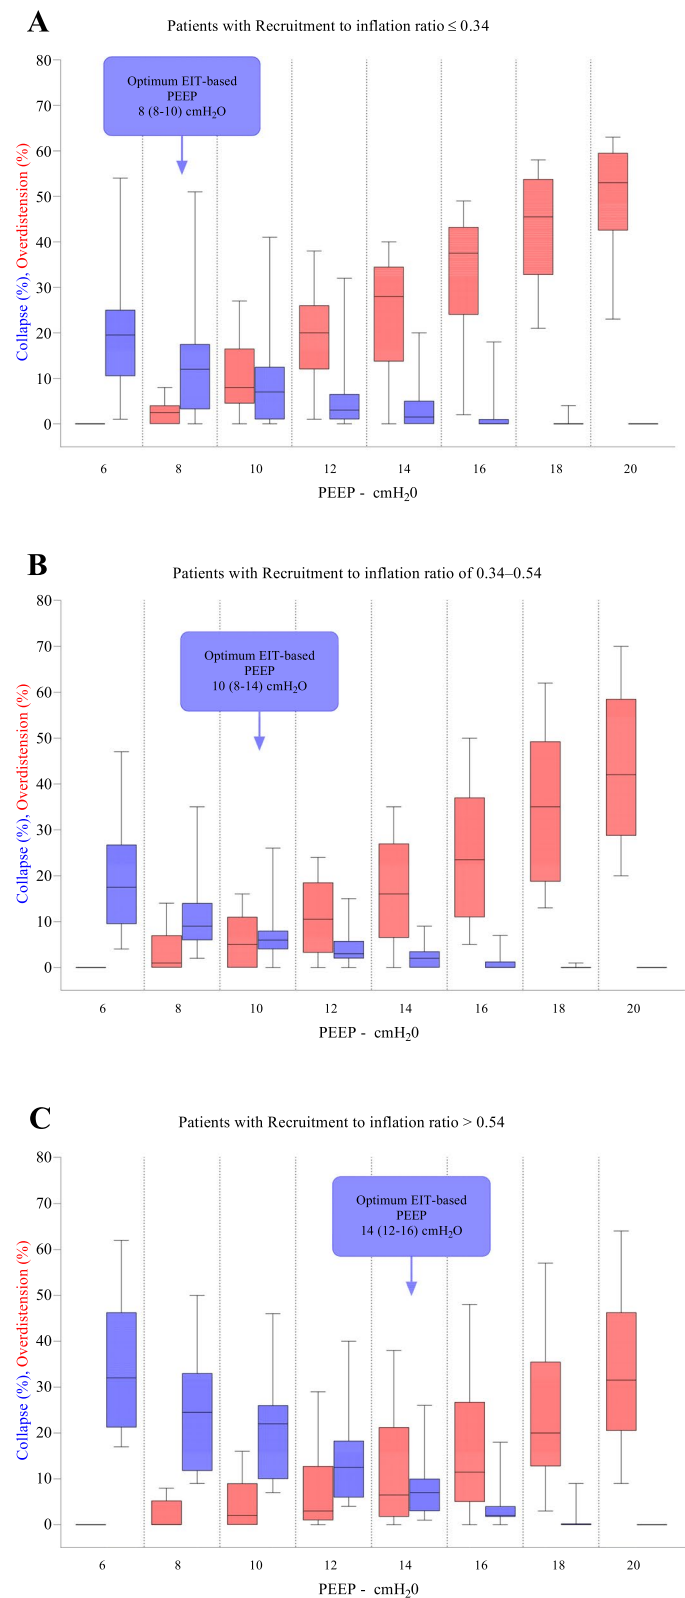 A
Patients with Recruitment to inflation ratio ≤ 0.34
Optimum EIT-based
PEEP
8 (8-10) cmH₂O
Collapse (%), Overdistension (%)
80
70
60
50
40
30
20
10
0
6 8 10 12 14 16 18 20
PEEP - cmH₂0
B
Patients with Recruitment to inflation ratio of 0.34–0.54
Optimum EIT-based
PEEP
10 (8-14) cmH₂O
Collapse (%), Overdistension (%)
80
70
60
50
40
30
20
10
0
6 8 10 12 14 16 18 20
PEEP - cmH₂0
C
Patients with Recruitment to inflation ratio > 0.54
Optimum EIT-based
PEEP
14 (12-16) cmH₂O
Collapse (%), Overdistension (%)
80
70
60
50
40
30
20
10
0
6 8 10 12 14 16 18 20
PEEP - cmH₂0